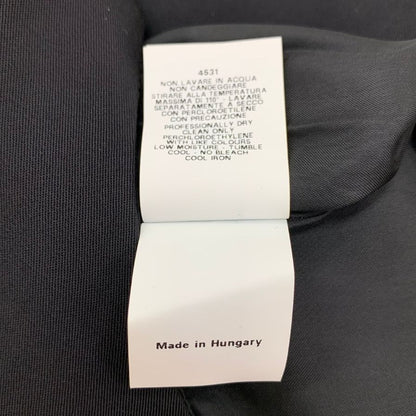 4531
NON LAVARE IN ACQUA
NON CANDEGGIARE
STIRARE ALLA TEMPERATURA
MASSIMA DI 110° - LAVARE
SEPARATAMENTE A SECCO
CON PERCLOROETILENE
CON PRECAUZIONE
PROFESSIONALLY DRY
CLEAN ONLY
PERCHLOROETHYLENE
WITH LIKE COLOURS
LOW MOISTURE - TUMBLE
COOL - NO BLEACH
COOL IRON
Made in Hungary